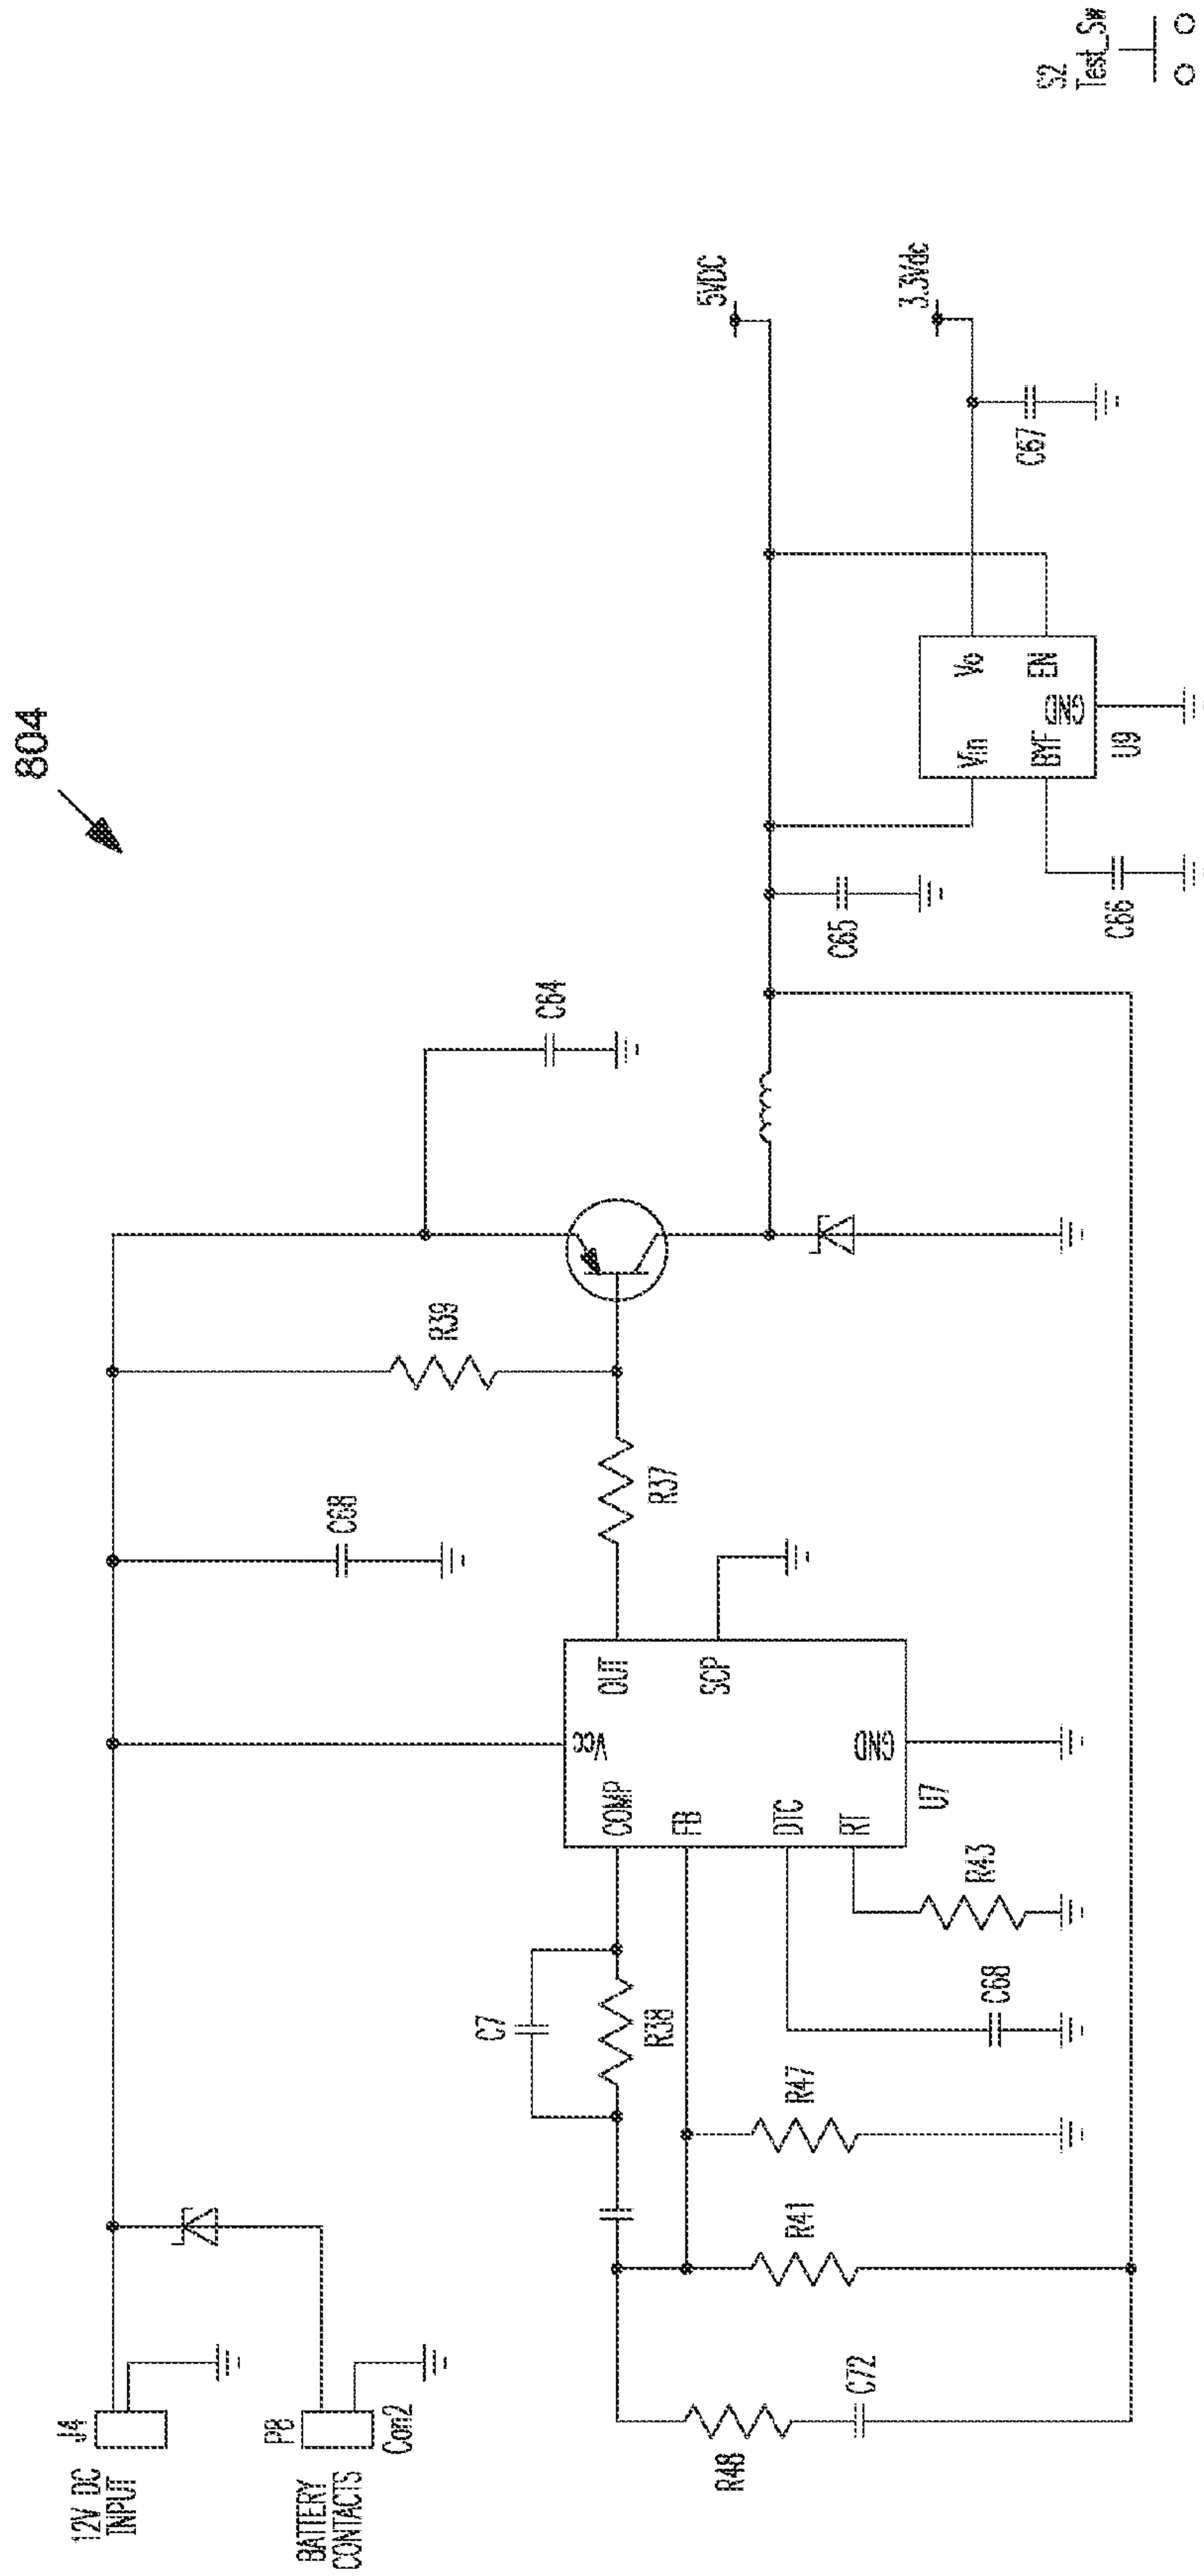 804
J4
12V DC
INPUT
P8
BATTERY
CONTACTS
Con2
C68
R39
C64
Vcc
COMP
OUT
FB
SCP
DTC
RT
GND
U7
R37
C7
R38
R47
R41
R48
C72
C68
R43
C65
5VDC
3.3Vdc
Vin
Vo
BYF
EN
GND
U9
C66
C67
S2
Test_Sw